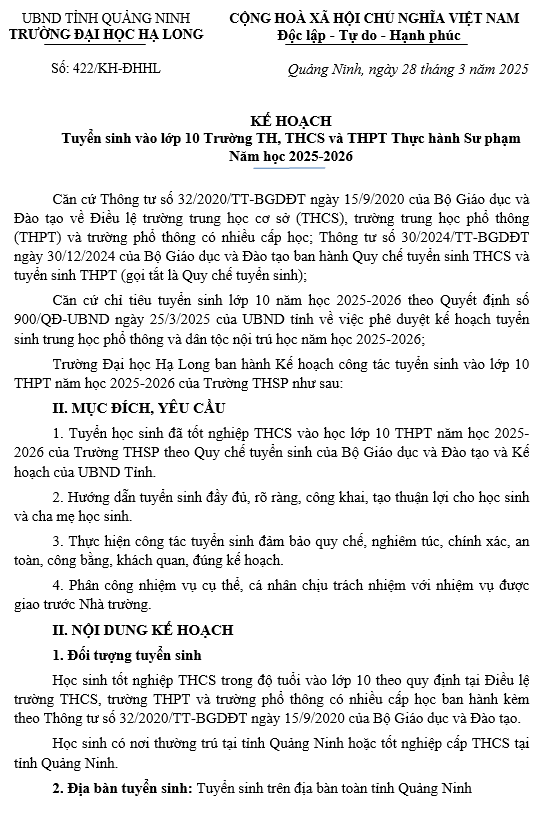 UBND TỈNH QUẢNG NINH
TRƯỜNG ĐẠI HỌC HẠ LONG
Số: 422/KH-ĐHHL
CỘNG HOÀ XÃ HỘI CHỦ NGHĨA VIỆT NAM
Độc lập - Tự do - Hạnh phúc
Quảng Ninh, ngày 28 tháng 3 năm 2025
KẾ HOẠCH
Tuyển sinh vào lớp 10 Trường TH, THCS và THPT Thực hành Sư phạm
Năm học 2025-2026
Căn cứ Thông tư số 32/2020/TT-BGDĐT ngày 15/9/2020 của Bộ Giáo dục và
Đào tạo về Điều lệ trường trung học cơ sở (THCS), trường trung học phổ thông
(THPT) và trường phổ thông có nhiều cấp học; Thông tư số 30/2024/TT-BGDĐT
ngày 30/12/2024 của Bộ Giáo dục và Đào tạo ban hành Quy chế tuyển sinh THCS và
tuyển sinh THPT (gọi tắt là Quy chế tuyển sinh);
Căn cứ chỉ tiêu tuyển sinh lớp 10 năm học 2025-2026 theo Quyết định số
900/QĐ-UBND ngày 25/3/2025 của UBND tỉnh về việc phê duyệt kế hoạch tuyển
sinh trung học phổ thông và dân tộc nội trú học năm học 2025-2026;
Trường Đại học Hạ Long ban hành Kế hoạch công tác tuyển sinh vào lớp 10
THPT năm học 2025-2026 của Trường THSP như sau:
II. MỤC ĐÍCH, YÊU CẦU
1. Tuyển học sinh đã tốt nghiệp THCS vào học lớp 10 THPT năm học 2025-
2026 của Trường THSP theo Quy chế tuyển sinh của Bộ Giáo dục và Đào tạo và Kế
hoạch của UBND Tỉnh.
2. Hướng dẫn tuyển sinh đầy đủ, rõ ràng, công khai, tạo thuận lợi cho học sinh
và cha mẹ học sinh.
3. Thực hiện công tác tuyển sinh đảm bảo quy chế, nghiêm túc, chính xác, an
toàn, công bằng, khách quan, đúng kế hoạch.
4. Phân công nhiệm vụ cụ thể, cá nhân chịu trách nhiệm với nhiệm vụ được
giao trước Nhà trường.
II. NỘI DUNG KẾ HOẠCH
1. Đối tượng tuyển sinh
Học sinh tốt nghiệp THCS trong độ tuổi vào lớp 10 theo quy định tại Điều lệ
trường THCS, trường THPT và trường phổ thông có nhiều cấp học ban hành kèm
theo Thông tư số 32/2020/TT-BGDĐT ngày 15/9/2020 của Bộ Giáo dục và Đào tạo.
Học sinh có nơi thường trú tại tỉnh Quảng Ninh hoặc tốt nghiệp cấp THCS tại
tỉnh Quảng Ninh.
2. Địa bàn tuyển sinh: Tuyển sinh trên địa bàn toàn tỉnh Quảng Ninh